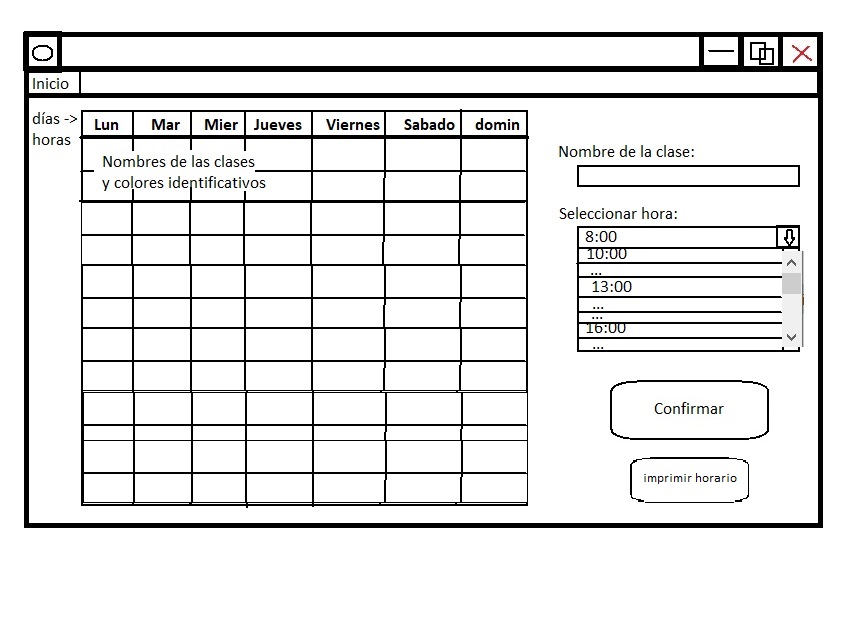 Inicio
días ->
horas
Lun Mar Mier Jueves Viernes Sabado domin
Nombres de las clases
y colores identificativos
Nombre de la clase:
Seleccionar hora:
8:00
10:00
...
13:00
...
...
16:00
...
Confirmar
imprimir horario